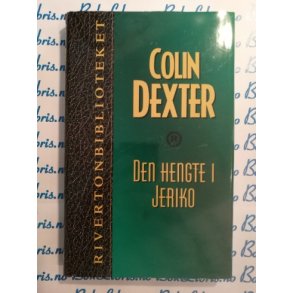 RIVERTONBIBLIOTEKET
COLIN
DEXTER
R
DEN HENGTE I
JERIKO